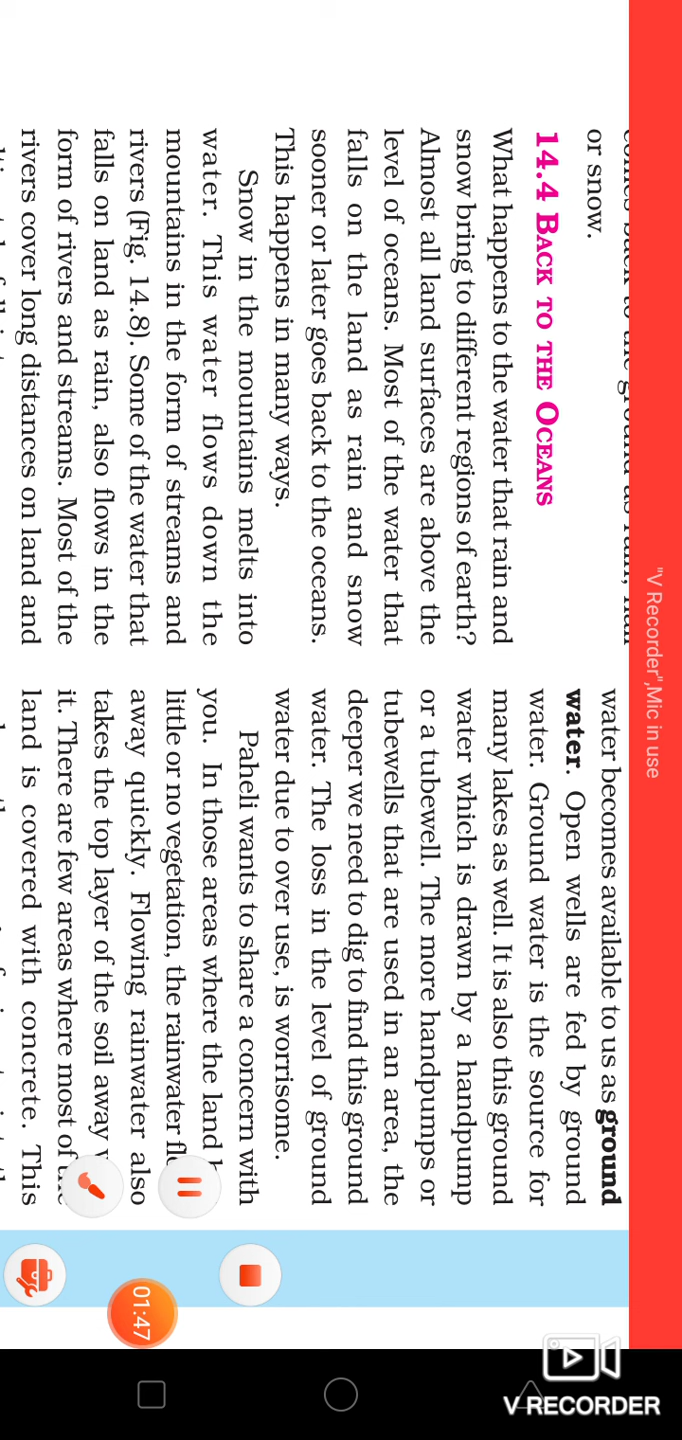 "V Recorder",Mic in use
or snow.
14.4 BACK TO THE OCEANS
What happens to the water that rain and
snow bring to different regions of earth?
Almost all land surfaces are above the
level of oceans. Most of the water that
falls on the land as rain and snow
sooner or later goes back to the oceans.
This happens in many ways.
Snow in the mountains melts into
water. This water flows down the
mountains in the form of streams and
rivers (Fig. 14.8). Some of the water that
falls on land as rain, also flows in the
form of rivers and streams. Most of the
rivers cover long distances on land and
water becomes available to us as ground
water. Open wells are fed by ground
water. Ground water is the source for
many lakes as well. It is also this ground
water which is drawn by a handpump
or a tubewell. The more handpumps or
tubewells that are used in an area, the
deeper we need to dig to find this ground
water. The loss in the level of ground
water due to over use, is worrisome.
Paheli wants to share a concern with
you. In those areas where the land
little or no vegetation, the rainwater
away quickly. Flowing rainwater also
takes the top layer of the soil away
it. There are few areas where most of
land is covered with concrete. This
01:47
V RECORDER